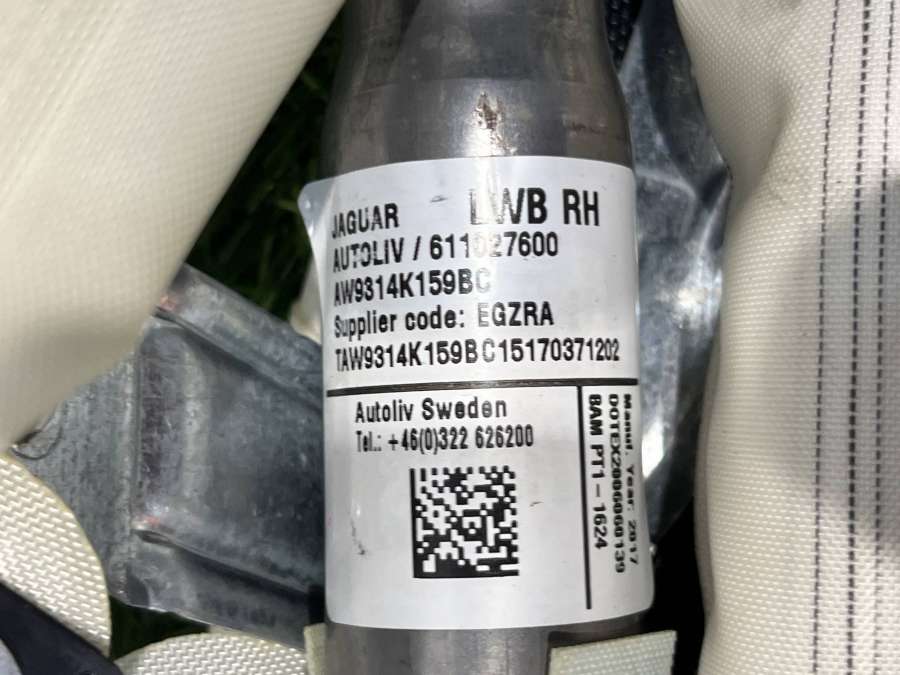 JAGUAR LWB RH
AUTOLIV / 611027600
AW9314K159BC
Supplier code: EGZRA
TAW9314K159BC15170371202
Autoliv Sweden
Tel.: +46(0)322 626200
Manuf. Year: 2017
DOTEX2006060139
BAM PT1-1624